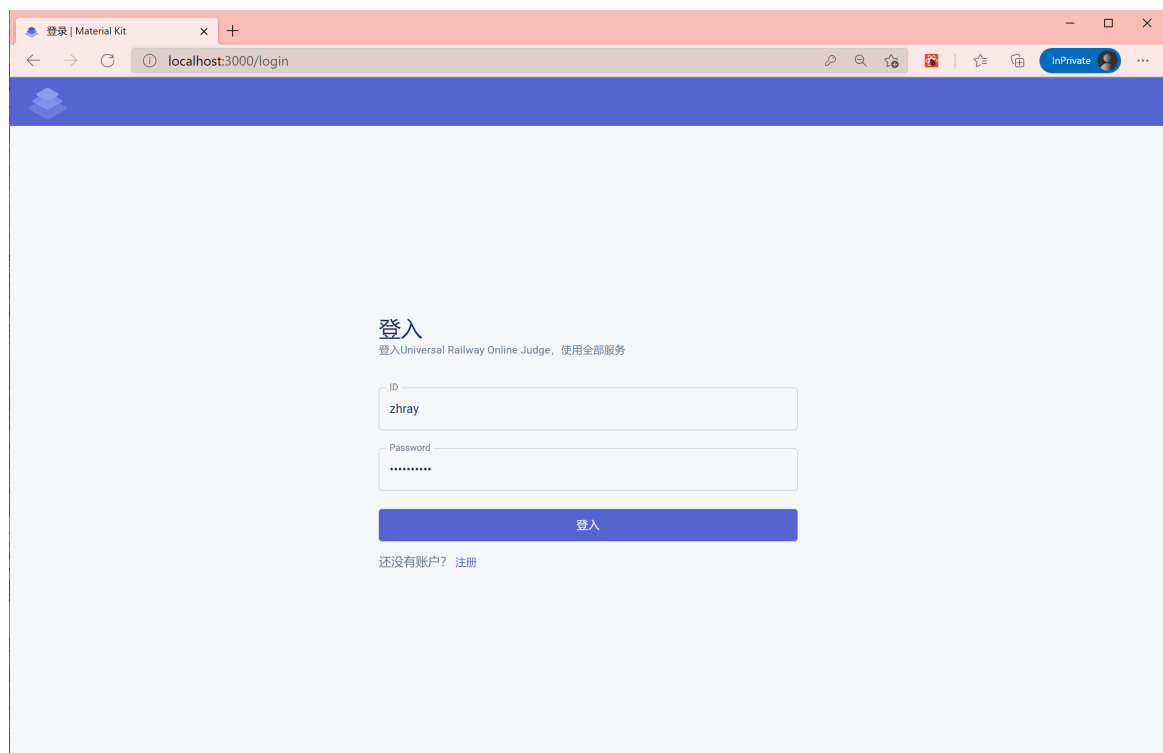 登录 | Material Kit
localhost:3000/login
InPrivate
登入
登入Universal Railway Online Judge，使用全部服务
ID
zhray
Password
••••••••••
登入
还没有账户？ 注册